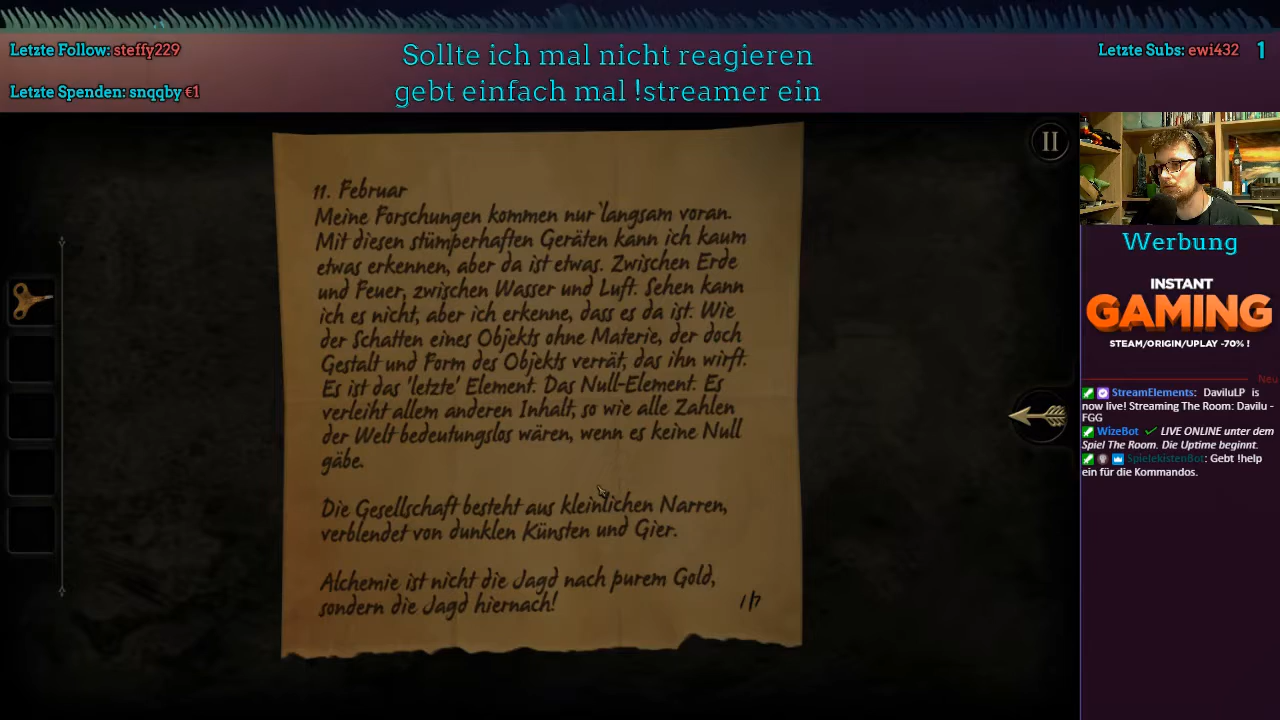 Letzte Follow: steffy229
Letzte Spenden: snqqby €1
Sollte ich mal nicht reagieren
gebt einfach mal !streamer ein
Letzte Subs: ewi432 1
11. Februar
Meine Forschungen kommen nur langsam voran.
Mit diesen stümperhaften Geräten kann ich kaum
etwas erkennen, aber da ist etwas. Zwischen Erde
und Feuer, zwischen Wasser und Luft. Sehen kann
ich es nicht, aber ich erkenne, dass es da ist. Wie
der Schatten eines Objekts ohne Materie, der doch
Gestalt und Form des Objekts verrät, das ihn wirft.
Es ist das 'letzte' Element. Das Null-Element. Es
verleiht allem anderen Inhalt, so wie alle Zahlen
der Welt bedeutungslos wären, wenn es keine Null
gäbe.
Die Gesellschaft besteht aus kleinlichen Narren,
verblendet von dunklen Künsten und Gier.
Alchemie ist nicht die Jagd nach purem Gold,
sondern die Jagd hiernach!
Werbung
INSTANT
GAMING
STEAM/ORIGIN/UPLAY -70% !
StreamElements: DaviluLP is
now live! Streaming The Room: Davilu -
FGG
WizeBot LIVE ONLINE unter dem
Spiel The Room. Die Uptime beginnt.
SpielekistenBot: Gebt !help
ein für die Kommandos.